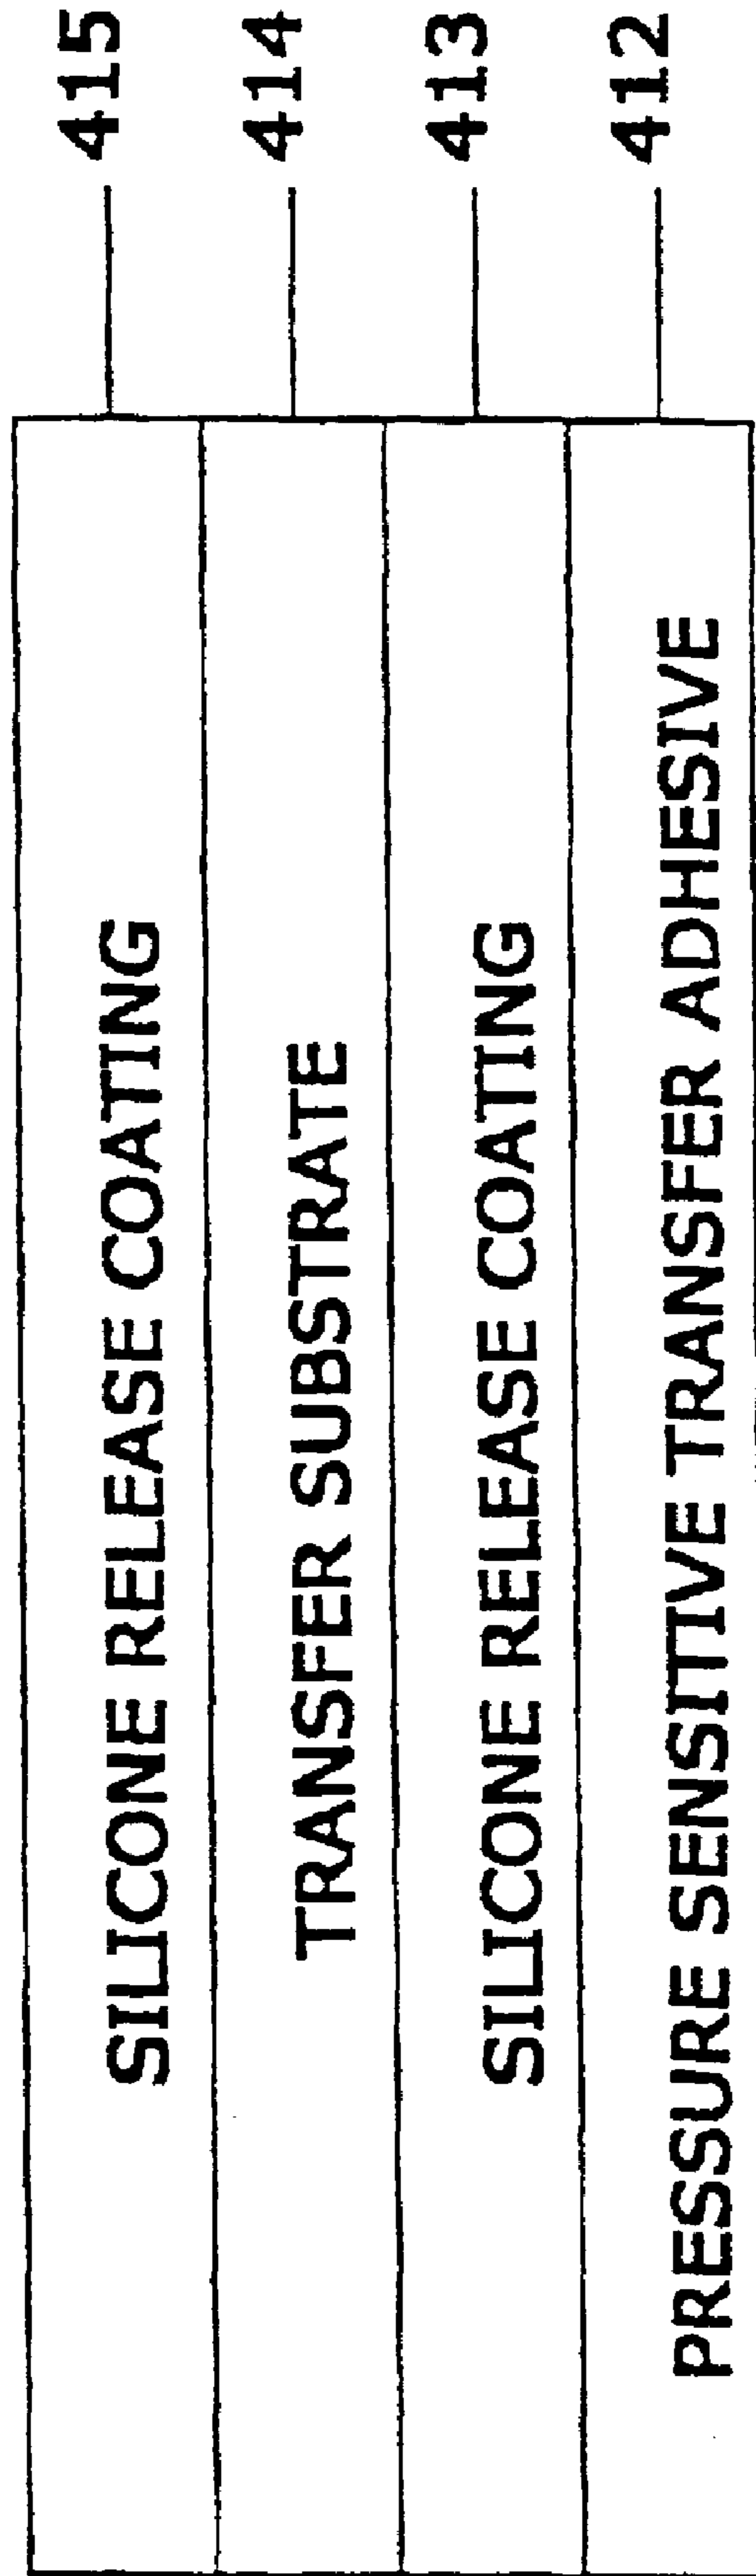 SILICONE RELEASE COATING 415
TRANSFER SUBSTRATE 414
SILICONE RELEASE COATING 413
PRESSURE SENSITIVE TRANSFER ADHESIVE 412